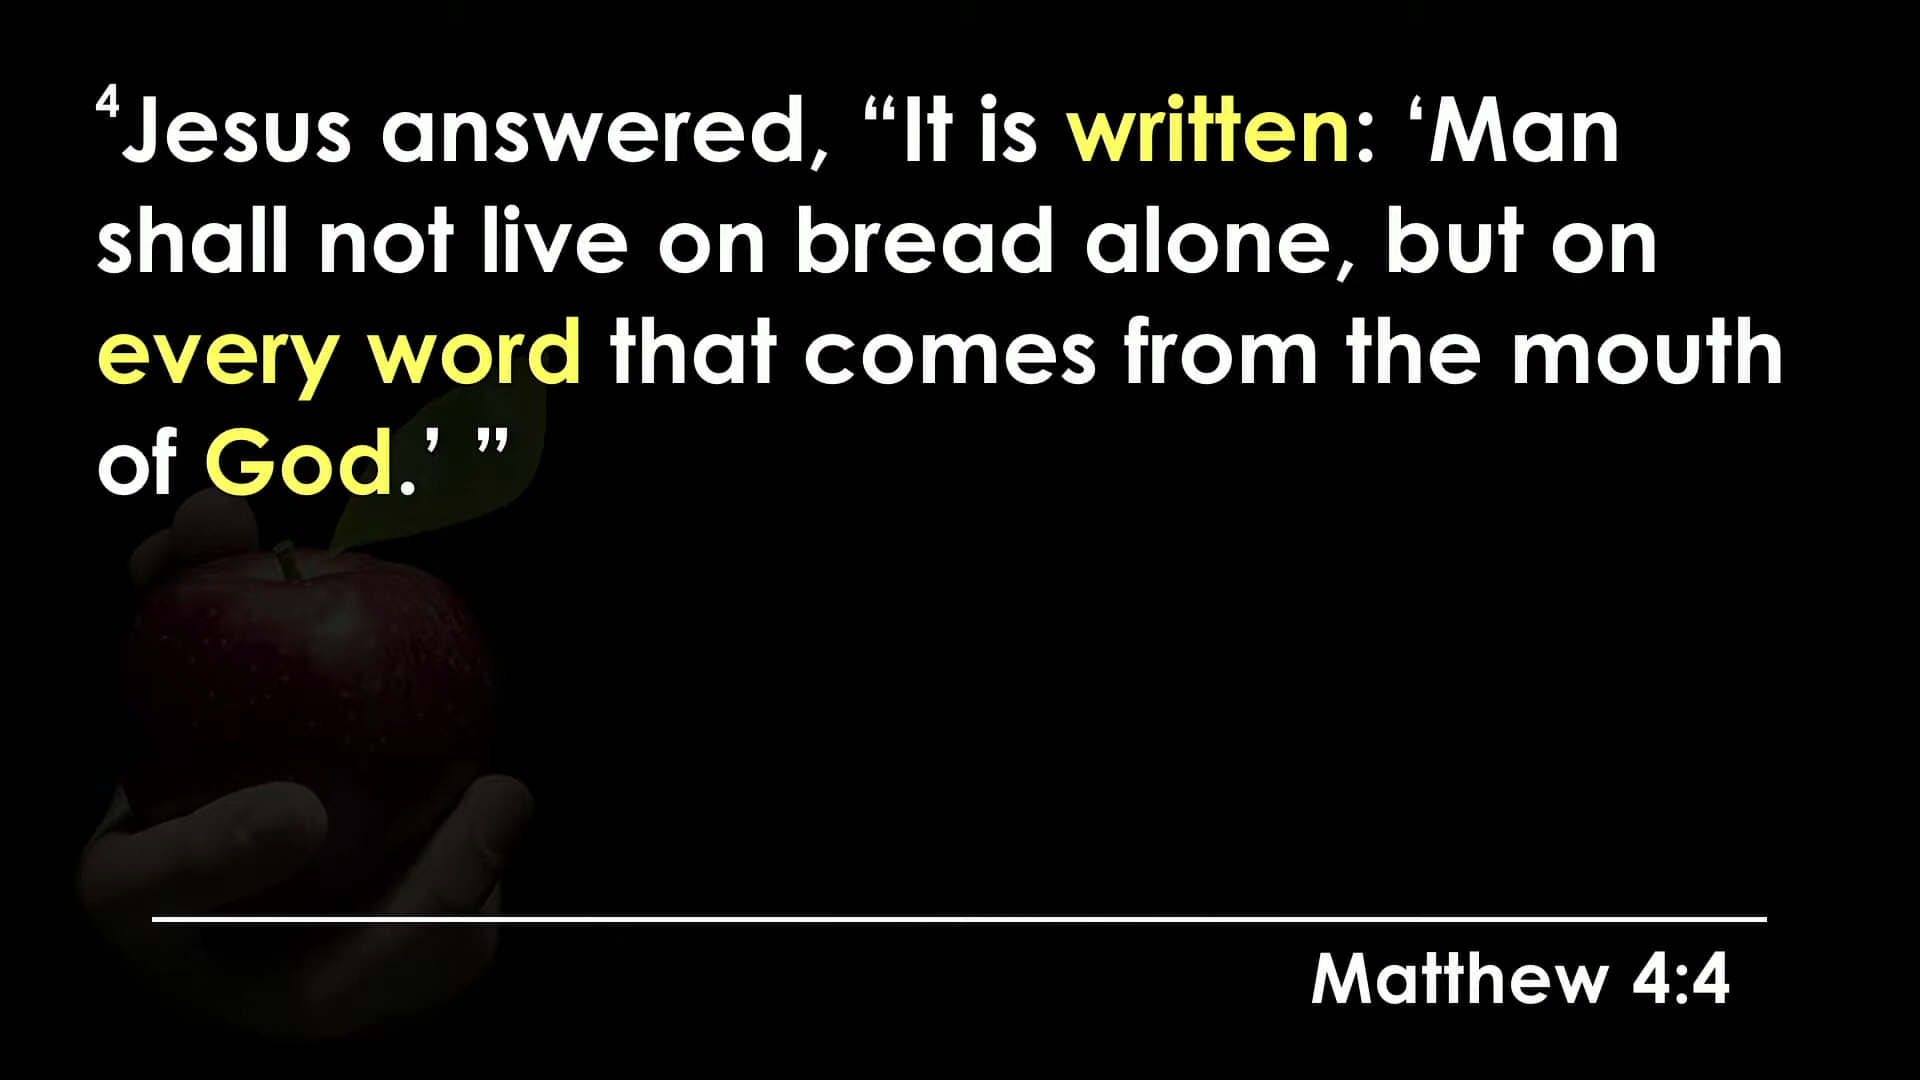 ⁴Jesus answered, “It is written: ‘Man
shall not live on bread alone, but on
every word that comes from the mouth
of God.’ ”
Matthew 4:4